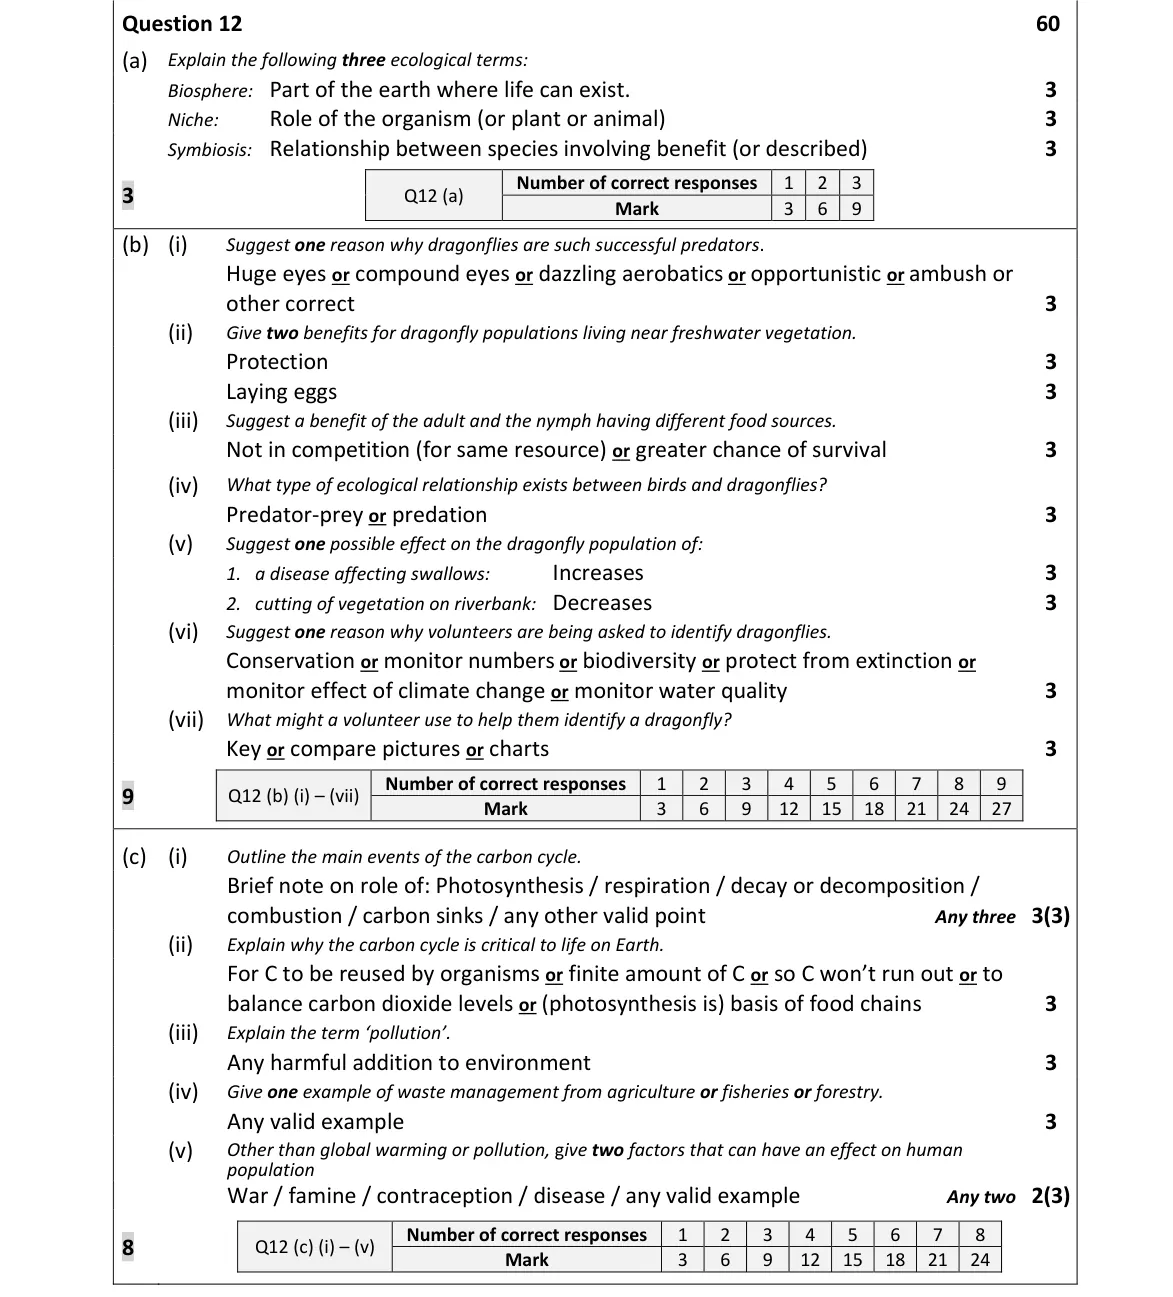 Question 12 60
(a) Explain the following three ecological terms:
Biosphere: Part of the earth where life can exist. 3
Niche: Role of the organism (or plant or animal) 3
Symbiosis: Relationship between species involving benefit (or described) 3
3 Q12 (a) Number of correct responses 1 2 3
Mark 3 6 9
(b) (i) Suggest one reason why dragonflies are such successful predators.
Huge eyes or compound eyes or dazzling aerobatics or opportunistic or ambush or
other correct 3
(ii) Give two benefits for dragonfly populations living near freshwater vegetation.
Protection 3
Laying eggs 3
(iii) Suggest a benefit of the adult and the nymph having different food sources.
Not in competition (for same resource) or greater chance of survival 3
(iv) What type of ecological relationship exists between birds and dragonflies?
Predator-prey or predation 3
(v) Suggest one possible effect on the dragonfly population of:
1. a disease affecting swallows: Increases 3
2. cutting of vegetation on riverbank: Decreases 3
(vi) Suggest one reason why volunteers are being asked to identify dragonflies.
Conservation or monitor numbers or biodiversity or protect from extinction or
monitor effect of climate change or monitor water quality 3
(vii) What might a volunteer use to help them identify a dragonfly?
Key or compare pictures or charts 3
9 Q12 (b) (i) – (vii) Number of correct responses 1 2 3 4 5 6 7 8 9
Mark 3 6 9 12 15 18 21 24 27
(c) (i) Outline the main events of the carbon cycle.
Brief note on role of: Photosynthesis / respiration / decay or decomposition /
combustion / carbon sinks / any other valid point Any three 3(3)
(ii) Explain why the carbon cycle is critical to life on Earth.
For C to be reused by organisms or finite amount of C or so C won’t run out or to
balance carbon dioxide levels or (photosynthesis is) basis of food chains 3
(iii) Explain the term ‘pollution’.
Any harmful addition to environment 3
(iv) Give one example of waste management from agriculture or fisheries or forestry.
Any valid example 3
(v) Other than global warming or pollution, give two factors that can have an effect on human
population
War / famine / contraception / disease / any valid example Any two 2(3)
8 Q12 (c) (i) – (v) Number of correct responses 1 2 3 4 5 6 7 8
Mark 3 6 9 12 15 18 21 24